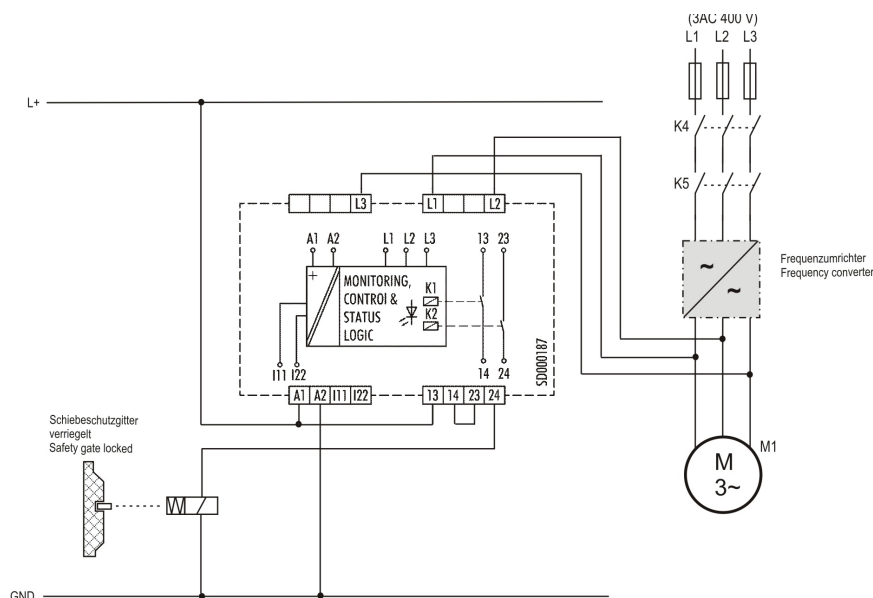 (3AC 400 V)
L1 L2 L3
L+
K4
K5
L3 L1 L2
A1 A2 L1 L2 L3 13 23
+
MONITORING,
CONTROL &
STATUS
LOGIC
K1
K2
~
~
Frequenzumrichter
Frequency converter
I11 I22 14 24
SD000187
A1 A2 I11 I22 13 14 23 24
Schiebeschutzgitter
verriegelt
Safety gate locked
M1
M
3~
GND